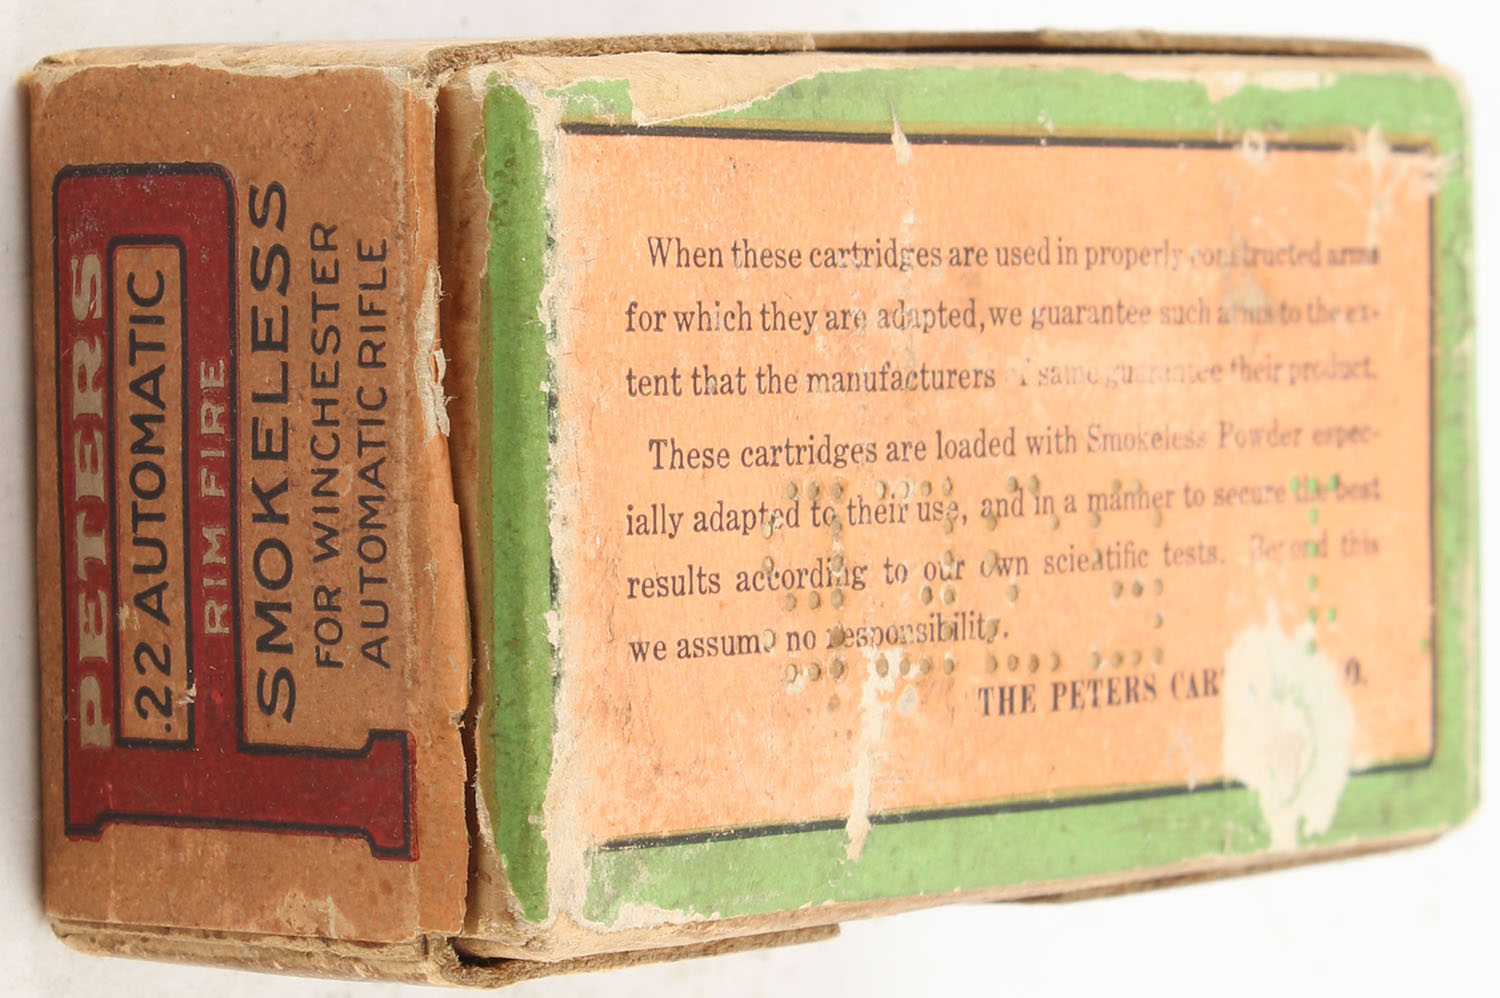 PETERS
.22 AUTOMATIC
RIM FIRE
SMOKELESS
FOR WINCHESTER
AUTOMATIC RIFLE
When these cartridges are used in properly constructed arms
for which they are adapted, we guarantee such arms to the ex-
tent that the manufacturers of same guarantee their product.
These cartridges are loaded with Smokeless Powder espec-
ially adapted to their use, and in a manner to secure the best
results according to our own scientific tests. Beyond this
we assume no responsibility.
THE PETERS